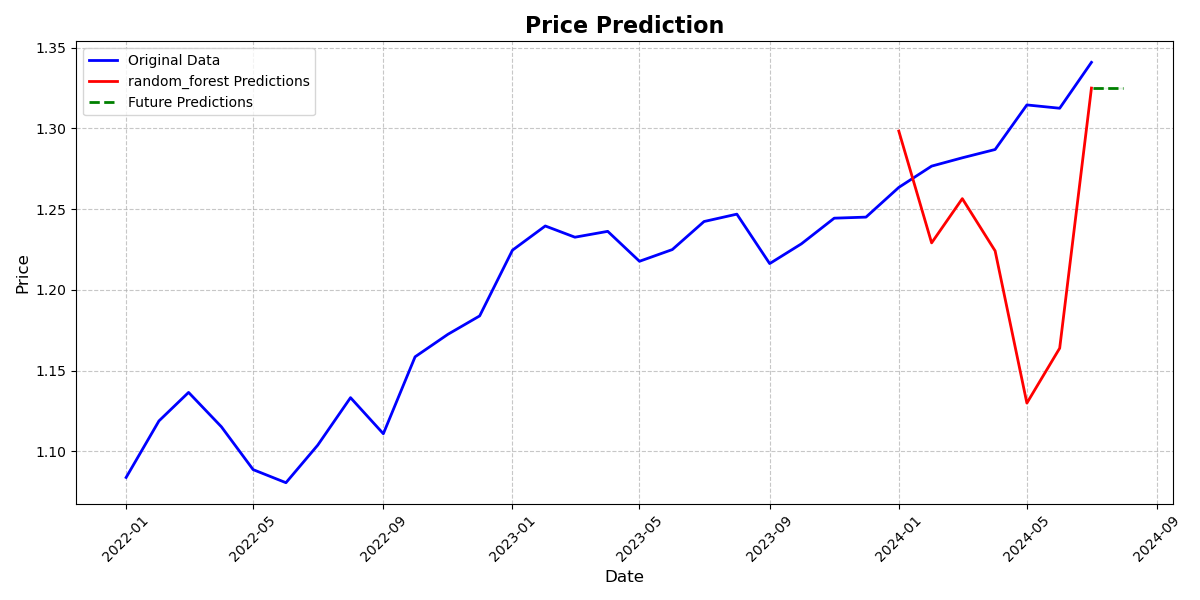 Price Prediction
Original Data
random_forest Predictions
Future Predictions
Price
1.35
1.30
1.25
1.20
1.15
1.10
2022-01
2022-05
2022-09
2023-01
2023-05
2023-09
2024-01
2024-05
2024-09
Date